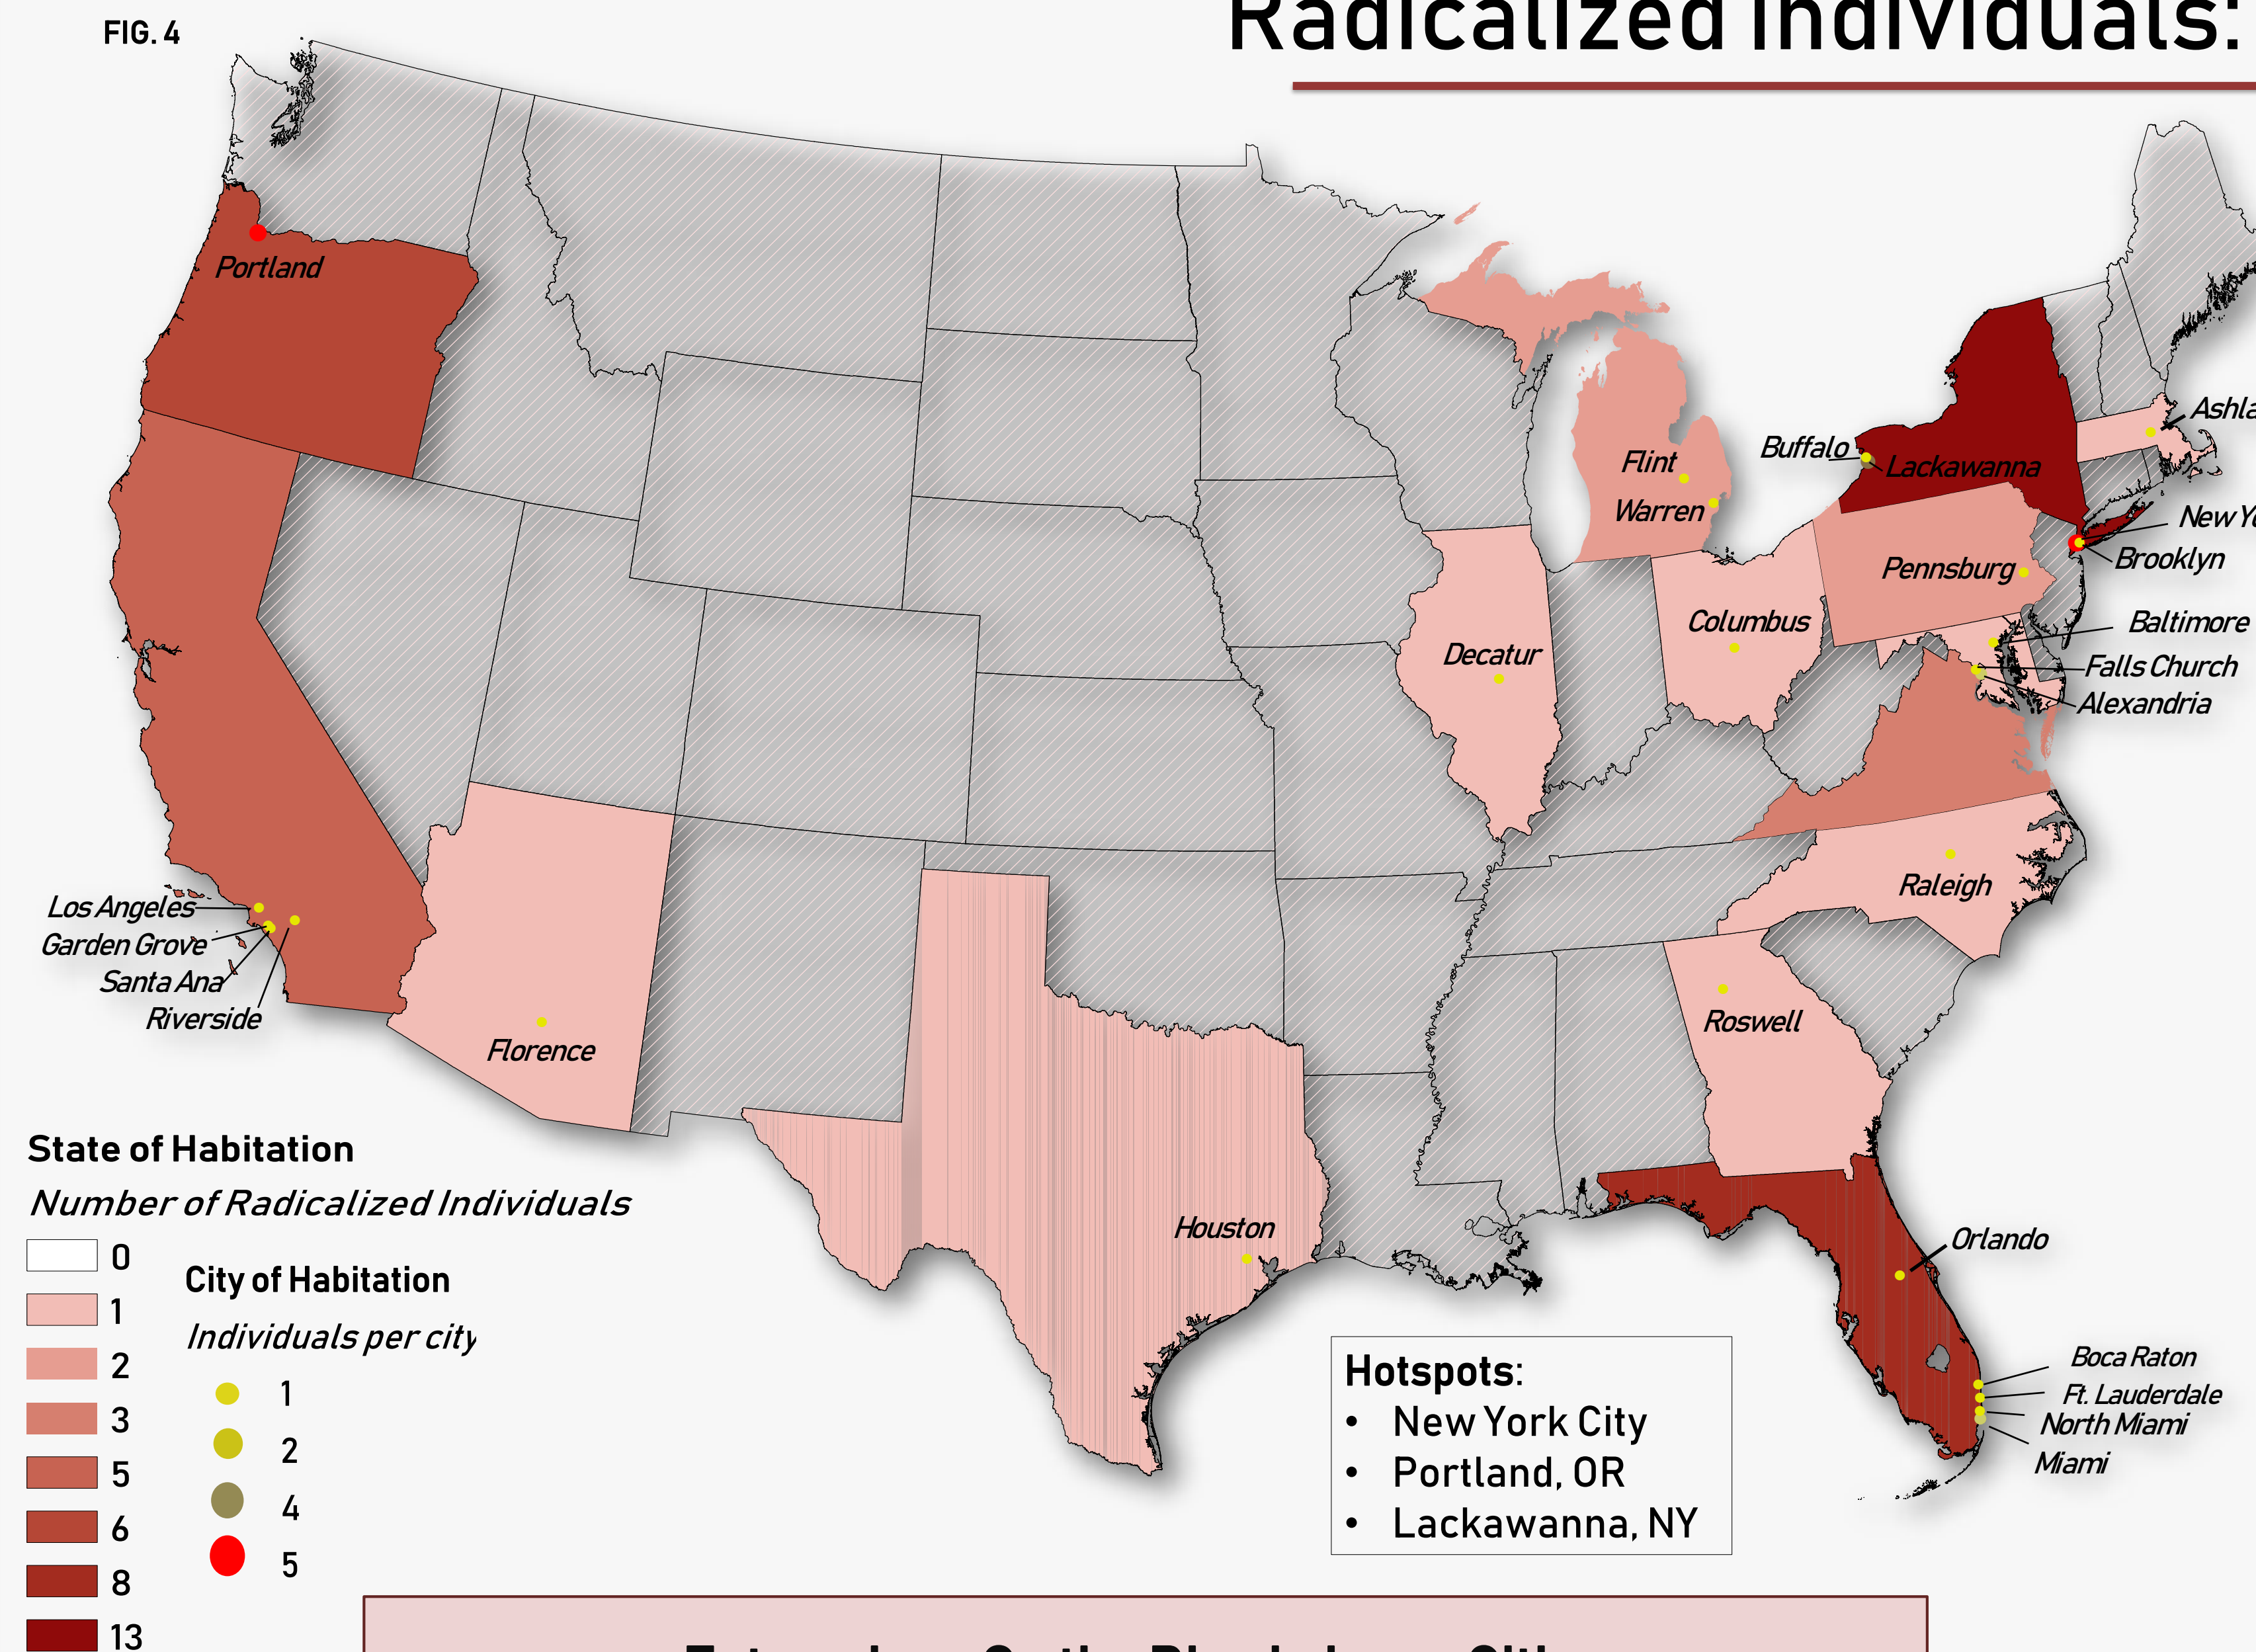 FIG. 4
Radicalized Individuals:
Portland
Flint
Warren
Buffalo
Lackawanna
Ashla
New Yo
Brooklyn
Pennsburg
Baltimore
Falls Church
Alexandria
Columbus
Decatur
Raleigh
Roswell
Los Angeles
Garden Grove
Santa Ana
Riverside
Florence
Houston
Orlando
Boca Raton
Ft. Lauderdale
North Miami
Miami
State of Habitation
Number of Radicalized Individuals
0
1
2
3
5
6
8
13
City of Habitation
Individuals per city
1
2
4
5
Hotspots:
• New York City
• Portland, OR
• Lackawanna, NY